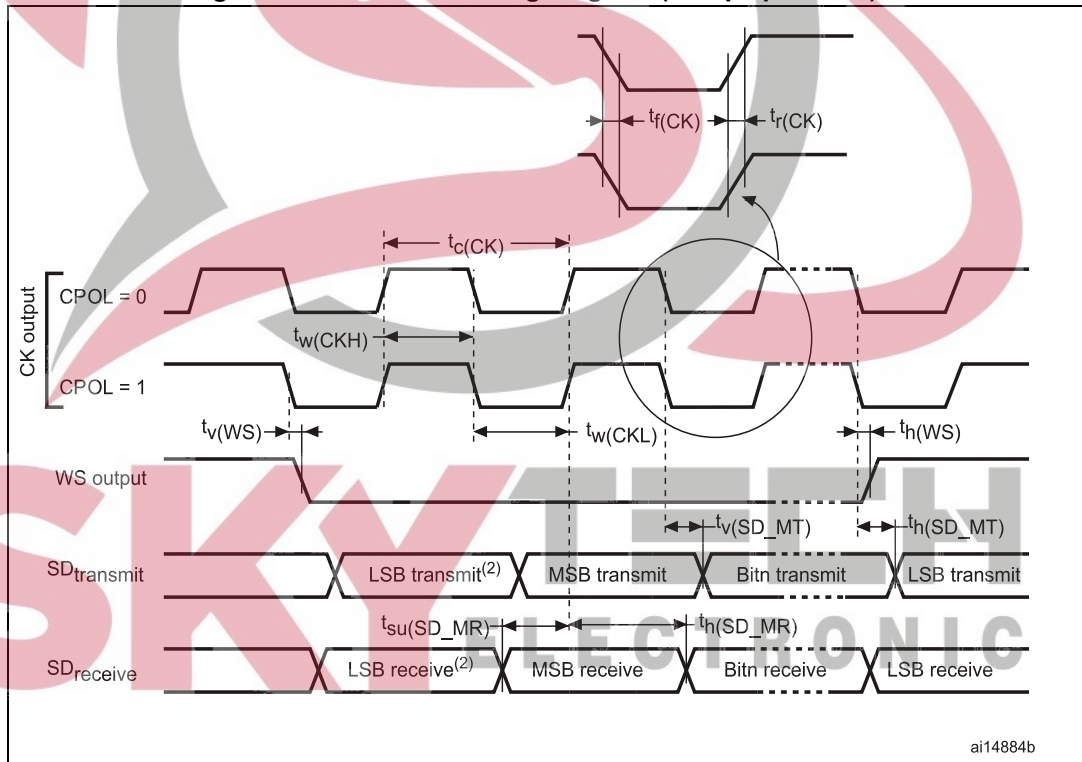 tf(CK)
tr(CK)
tc(CK)
CK output
CPOL = 0
tw(CKH)
CPOL = 1
tv(WS)
tw(CKL)
th(WS)
WS output
tv(SD_MT)
th(SD_MT)
SDtransmit
LSB transmit(2)
MSB transmit
Bitn transmit
LSB transmit
tsu(SD_MR)
th(SD_MR)
SDreceive
LSB receive(2)
MSB receive
Bitn receive
LSB receive
SKYTECH
ELECTRONIC
ai14884b